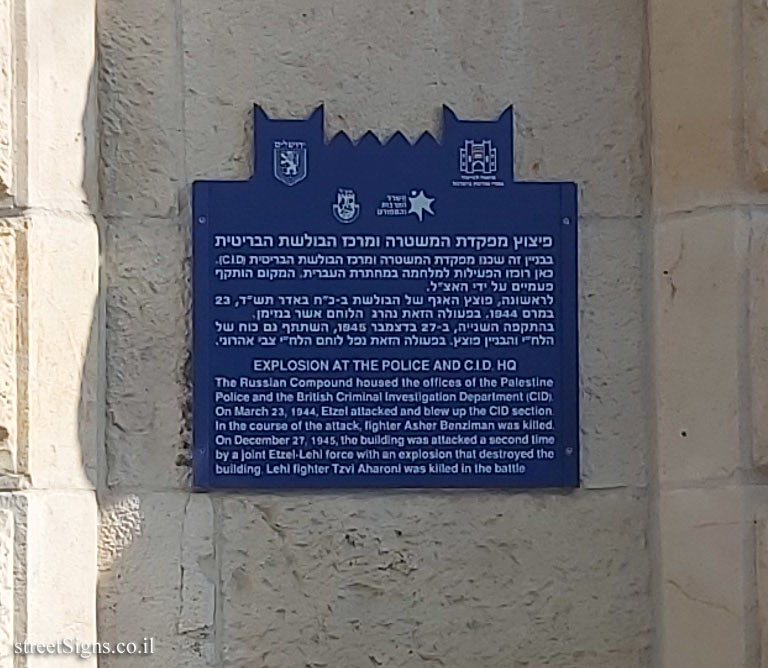 ירושלים
משרד
התרבות
והספורט
פיצוץ מפקדת המשטרה ומרכז הבולשת הבריטית
בבניין זה שכנו מפקדת המשטרה ומרכז הבולשת הבריטית (C.I.D).
כאן רוכזו הפעילות למלחמה במחתרת העברית. המקום הותקף
פעמיים על ידי האצ"ל.
לראשונה, פוצץ האגף של הבולשת ב-כ"ח באדר תש"ד, 23
במרס 1944. בפעולה הזאת נהרג הלוחם אשר בנזימן.
בהתקפה השנייה, ב-27 בדצמבר 1945, השתתף גם כוח של
הלח"י והבניין פוצץ. בפעולה הזאת נפל לוחם הלח"י צבי אהרוני.
EXPLOSION AT THE POLICE AND C.I.D. HQ
The Russian Compound housed the offices of the Palestine
Police and the British Criminal Investigation Department (CID).
On March 23, 1944, Etzel attacked and blew up the CID section.
In the course of the attack, fighter Asher Benziman was killed.
On December 27, 1945, the building was attacked a second time
by a joint Etzel-Lehi force with an explosion that destroyed the
building. Lehi fighter Tzvi Aharoni was killed in the battle
streetSigns.co.il